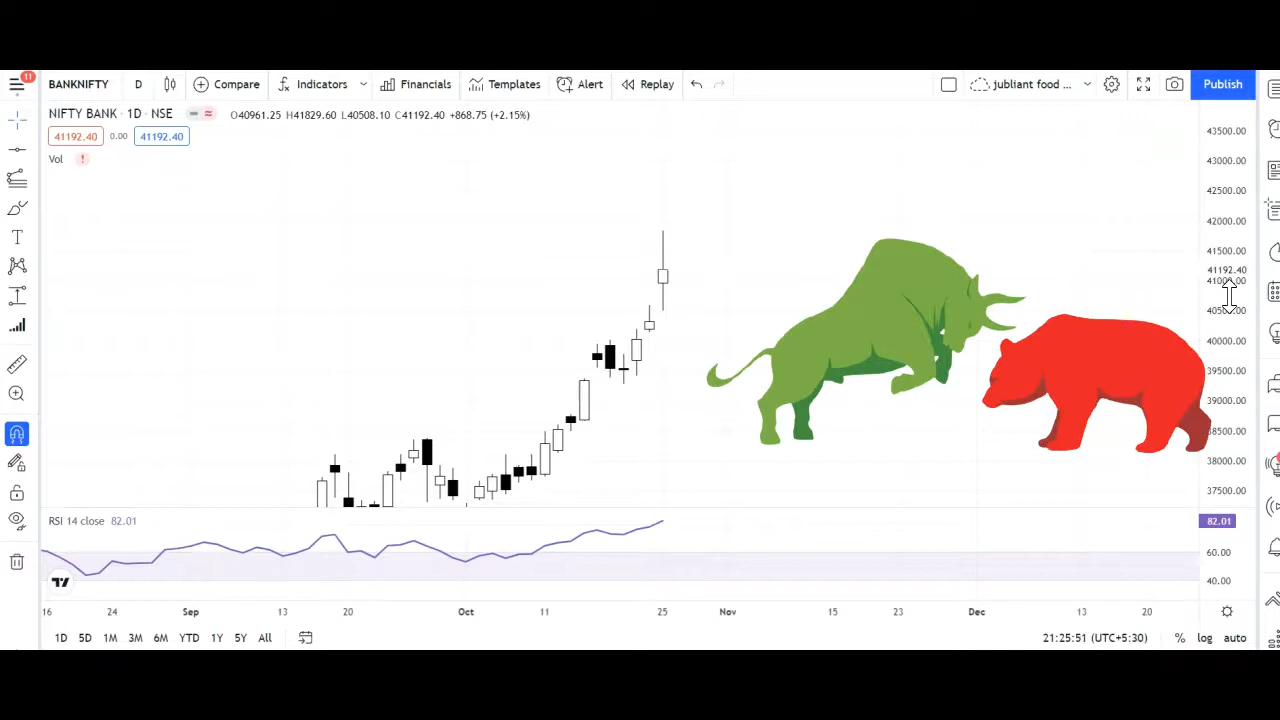 11
BANKNIFTY D Compare Indicators Financials Templates Alert Replay jubliant food ... Publish
NIFTY BANK · 1D · NSE O40961.25 H41829.60 L40508.10 C41192.40 +868.75 (+2.15%)
41192.40 0.00 41192.40
Vol !
43500.00
43000.00
42500.00
42000.00
41500.00
41192.40
41000.00
40500.00
40000.00
39500.00
39000.00
38500.00
38000.00
37500.00
RSI 14 close 82.01
82.01
60.00
40.00
16 24 Sep 13 20 Oct 11 25 Nov 15 23 Dec 13 20
1D 5D 1M 3M 6M YTD 1Y 5Y All 21:25:51 (UTC+5:30) % log auto